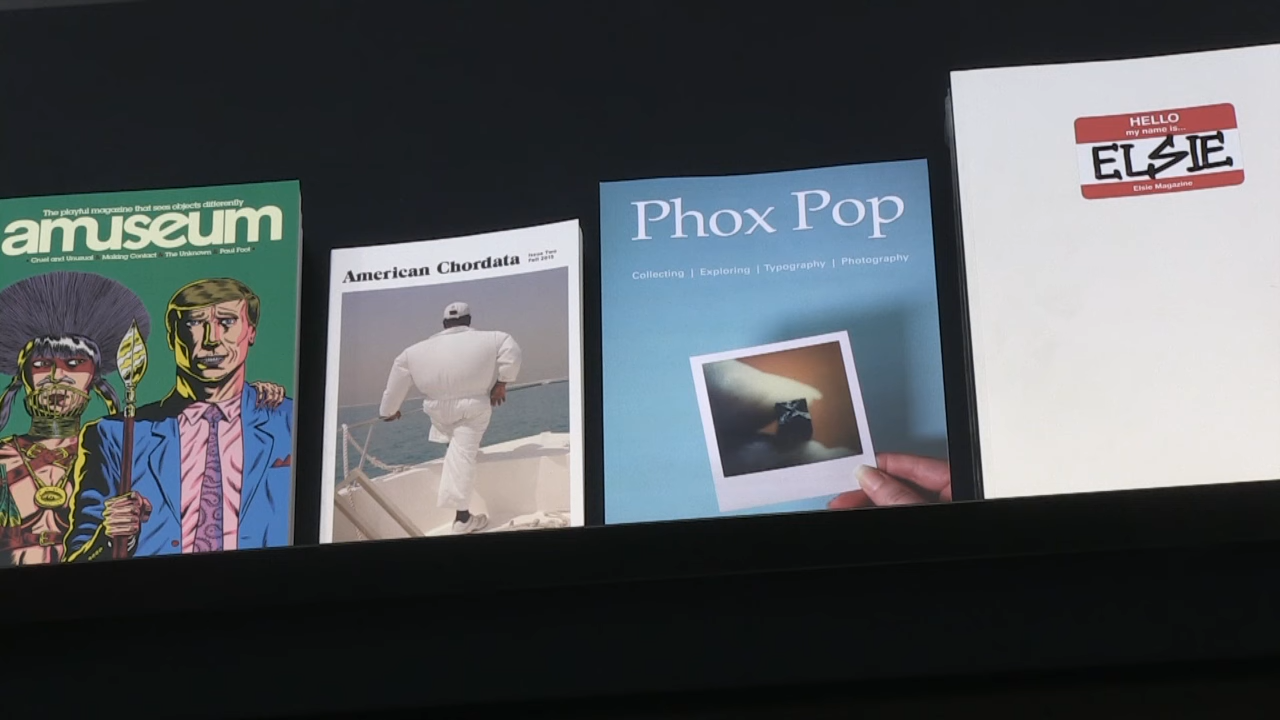 The playful magazine that sees objects differently
amuseum
Cruel and Unusual • Making Contact • The Unknown • Paul Foot •
American Chordata
Issue Two
Fall 2015
Phox Pop
Collecting | Exploring | Typography | Photography
HELLO
my name is...
ELSIE
Elsie Magazine